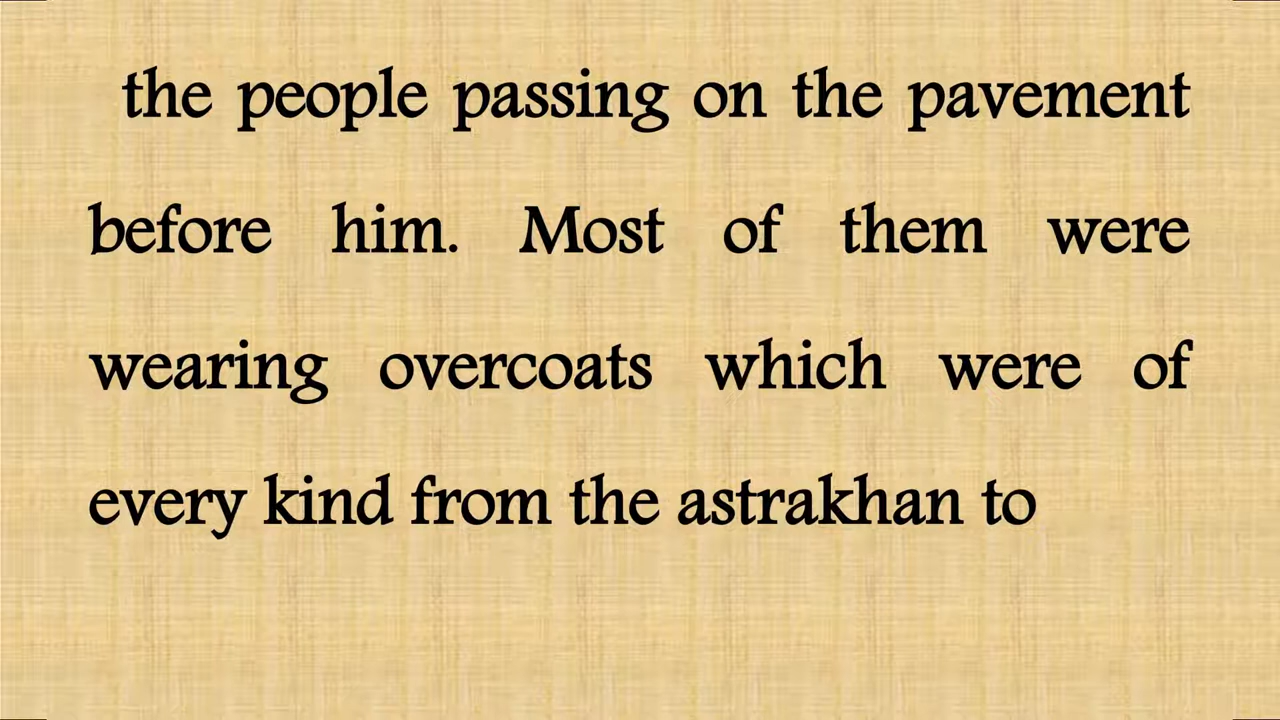 the people passing on the pavement
before him. Most of them were
wearing overcoats which were of
every kind from the astrakhan to